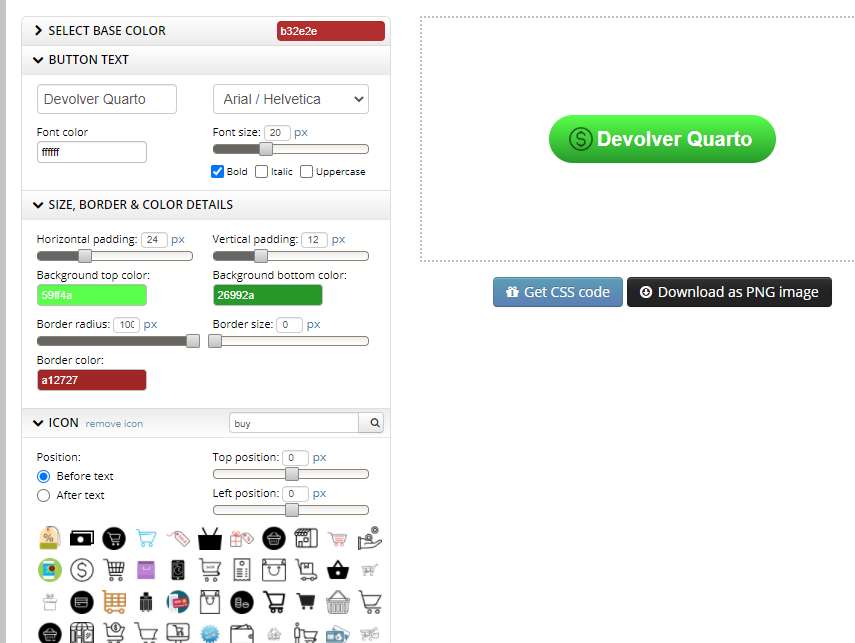 SELECT BASE COLOR b32e2e
BUTTON TEXT
Devolver Quarto Arial / Helvetica
Font color Font size: 20 px
ffffff
Bold Italic Uppercase
SIZE, BORDER & COLOR DETAILS
Horizontal padding: 24 px Vertical padding: 12 px
Background top color: Background bottom color:
59ff4a 26992a
Border radius: 100 px Border size: 0 px
Border color:
a12727
ICON remove icon buy
Position: Top position: 0 px
Before text
Left position: 0 px
After text
Devolver Quarto
Get CSS code Download as PNG image